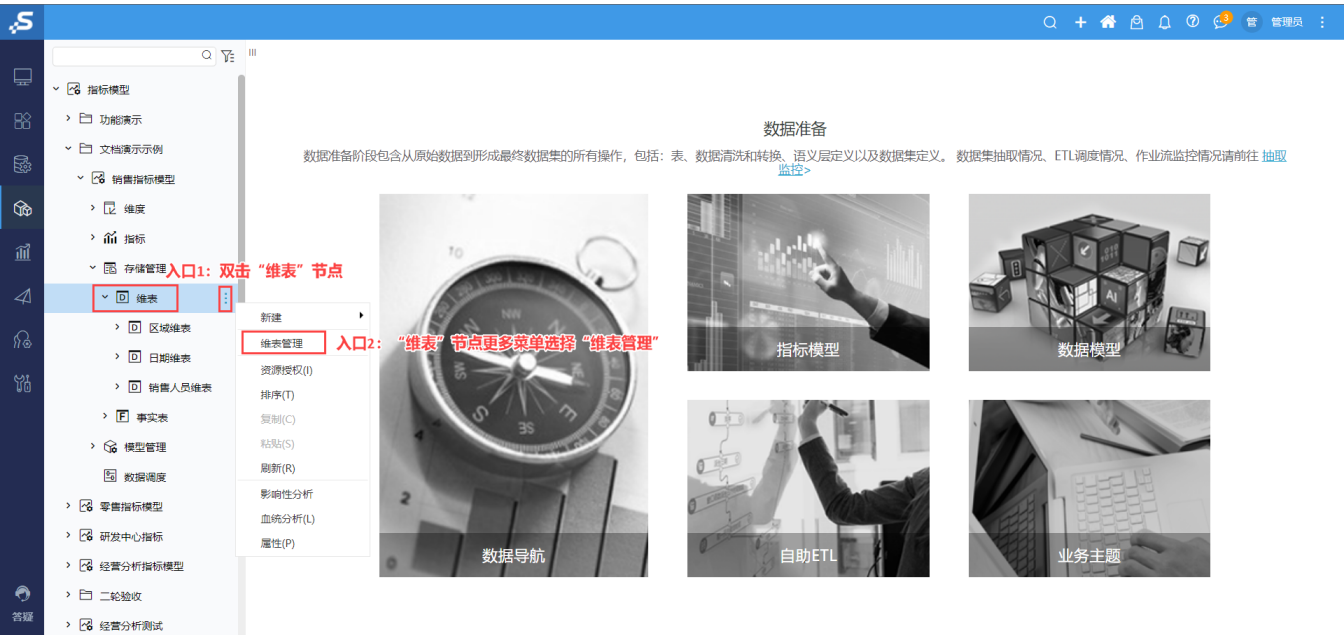 3
管
管理员
指标模型
功能演示
文档演示示例
销售指标模型
维度
指标
存储管理
入口1：双击“维表”节点
维表
区域维表
日期维表
销售人员维表
事实表
模型管理
数据调度
零售指标模型
研发中心指标
经营分析指标模型
二轮验收
经营分析测试
答疑
新建
维表管理
入口2：“维表”节点更多菜单选择“维表管理”
资源授权(I)
排序(T)
复制(C)
粘贴(S)
刷新(R)
影响性分析
血统分析(L)
属性(P)
数据准备
数据准备阶段包含从原始数据到形成最终数据集的所有操作，包括：表、数据清洗和转换、语义层定义以及数据集定义。 数据集抽取情况、ETL调度情况、作业流监控情况请前往 抽取
监控>
数据导航
指标模型
数据模型
自助ETL
业务主题